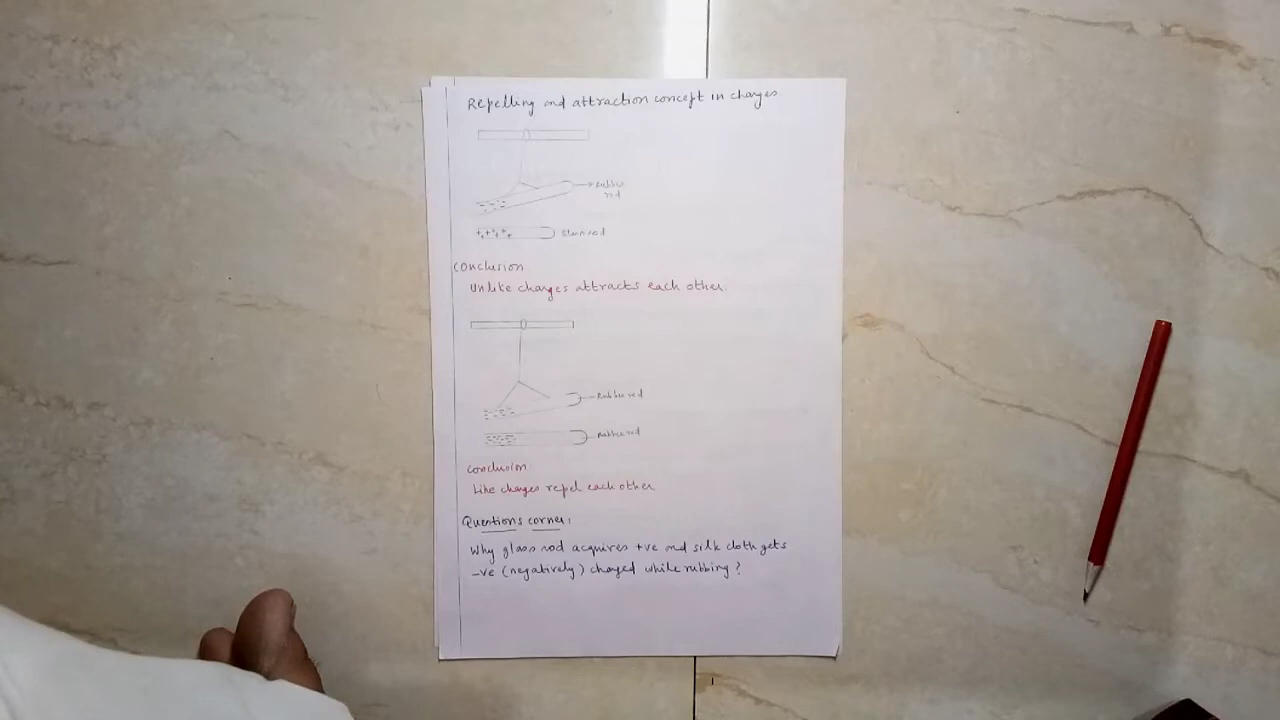 Repelling and attraction concept in charges
Rubber
rod
+ + + + + +
Glass rod
Conclusion
Unlike charges attracts each other.
Rubber rod
Rubber rod
Conclusion
Like charges repel each other
Questions corner:
Why glass rod acquires +ve and silk cloth gets
-ve (negatively) charged while rubbing?